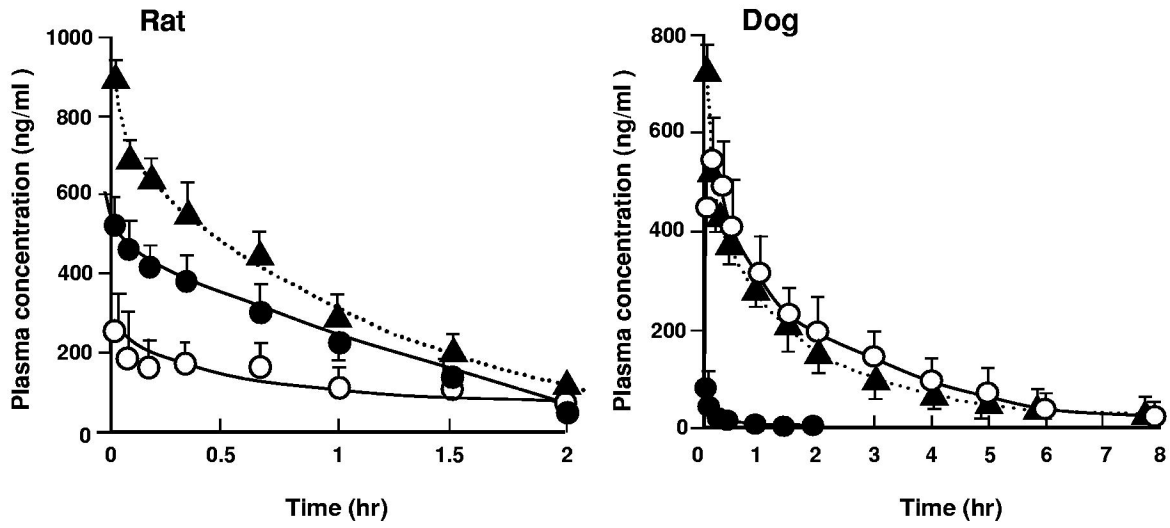 Rat
Plasma concentration (ng/ml )
1000
800
600
400
200
0
0 0.5 1 1.5 2
Time (hr)
Dog
Plasma concentration (ng/ml )
800
600
400
200
0
0 1 2 3 4 5 6 7 8
Time (hr)